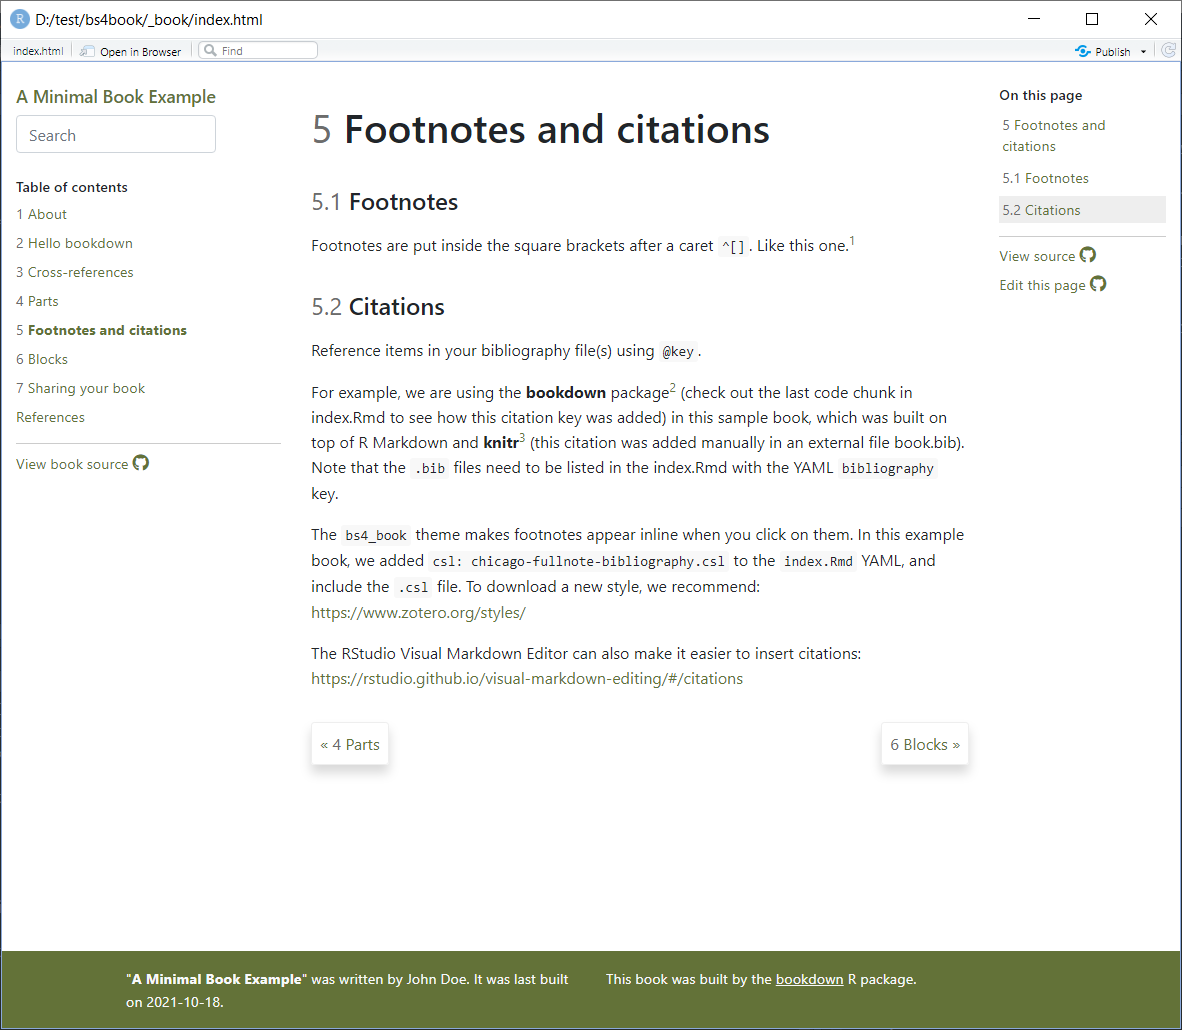 D:/test/bs4book/_book/index.html
index.html Open in Browser Find Publish
A Minimal Book Example
Search
Table of contents
1 About
2 Hello bookdown
3 Cross-references
4 Parts
5 Footnotes and citations
6 Blocks
7 Sharing your book
References
View book source
5 Footnotes and citations
5.1 Footnotes
Footnotes are put inside the square brackets after a caret ^[]. Like this one.1
5.2 Citations
Reference items in your bibliography file(s) using @key.
For example, we are using the bookdown package2 (check out the last code chunk in
index.Rmd to see how this citation key was added) in this sample book, which was built on
top of R Markdown and knitr3 (this citation was added manually in an external file book.bib).
Note that the .bib files need to be listed in the index.Rmd with the YAML bibliography
key.
The bs4_book theme makes footnotes appear inline when you click on them. In this example
book, we added csl: chicago-fullnote-bibliography.csl to the index.Rmd YAML, and
include the .csl file. To download a new style, we recommend:
https://www.zotero.org/styles/
The RStudio Visual Markdown Editor can also make it easier to insert citations:
https://rstudio.github.io/visual-markdown-editing/#/citations
« 4 Parts
6 Blocks »
On this page
5 Footnotes and
citations
5.1 Footnotes
5.2 Citations
View source
Edit this page
"A Minimal Book Example" was written by John Doe. It was last built
on 2021-10-18.
This book was built by the bookdown R package.